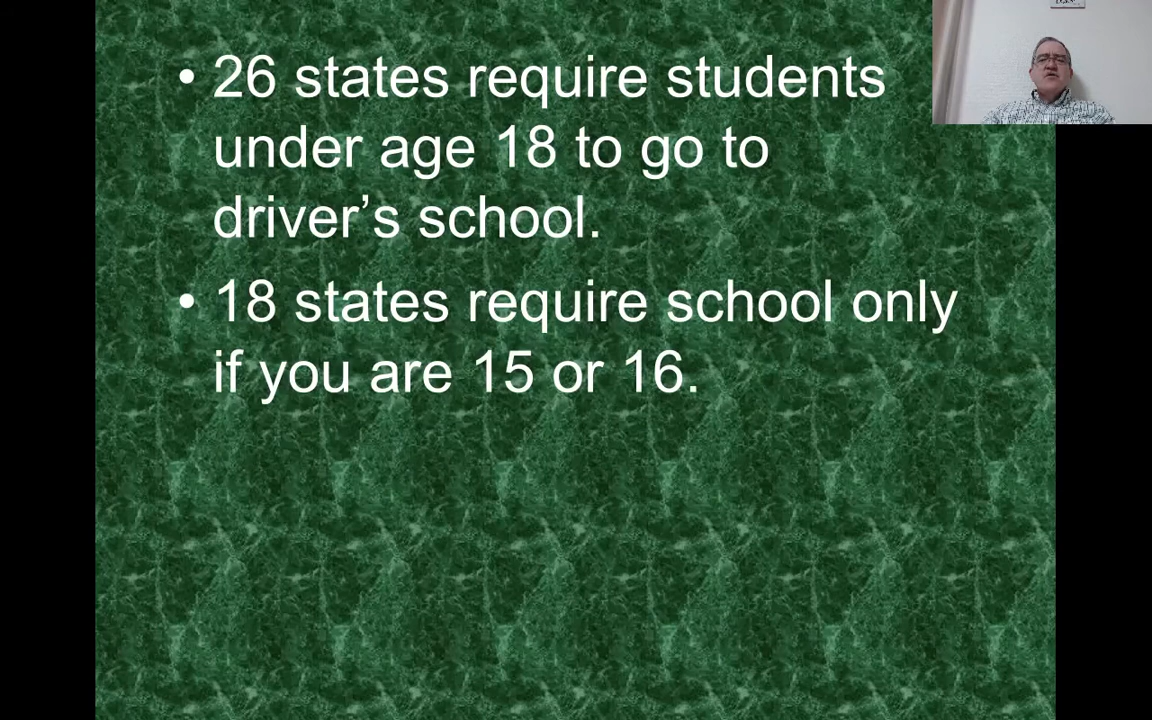 • 26 states require students
under age 18 to go to
driver’s school.
• 18 states require school only
if you are 15 or 16.